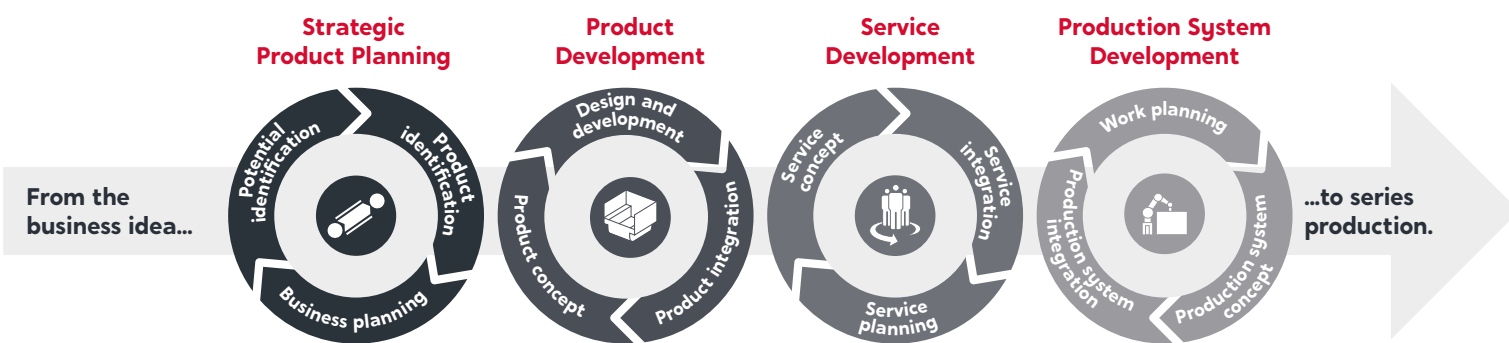 Strategic
Product Planning
Product
Development
Service
Development
Production System
Development
From the
business idea...
Potential
identification
Product
identification
Business planning
Design and
development
Product concept
Product integration
Service
concept
Service
integration
Service
planning
Work planning
Production system
integration
Production system
concept
...to series
production.